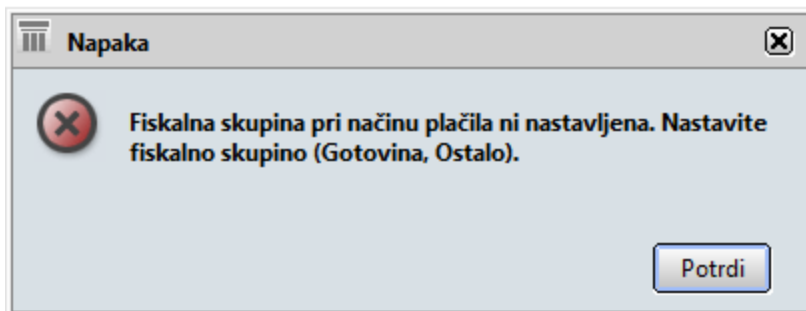 Napaka
Fiskalna skupina pri načinu plačila ni nastavljena. Nastavite
fiskalno skupino (Gotovina, Ostalo).
Potrdi